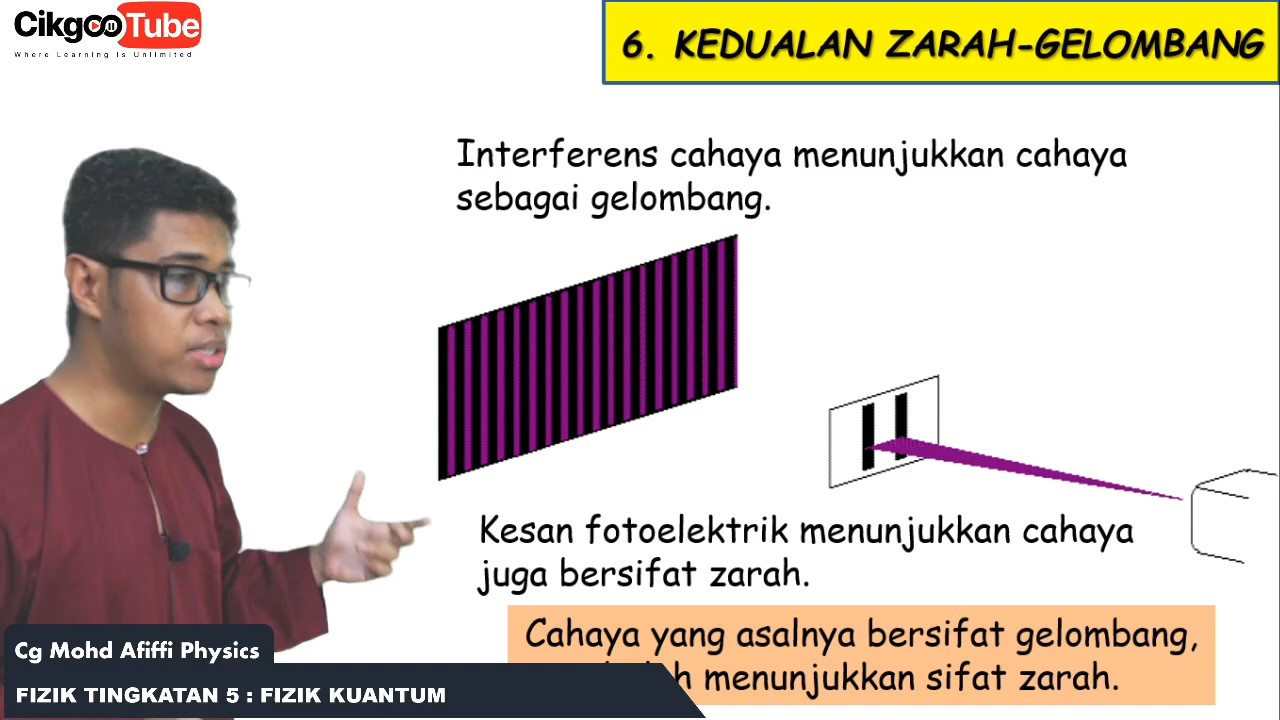 CikgooTube
Where Learning Is Unlimited
6. KEDUALAN ZARAH-GELOMBANG
Interferens cahaya menunjukkan cahaya
sebagai gelombang.
Kesan fotoelektrik menunjukkan cahaya
juga bersifat zarah.
Cahaya yang asalnya bersifat gelombang,
menunjukkan sifat zarah.
Cg Mohd Afiffi Physics
FIZIK TINGKATAN 5 : FIZIK KUANTUM